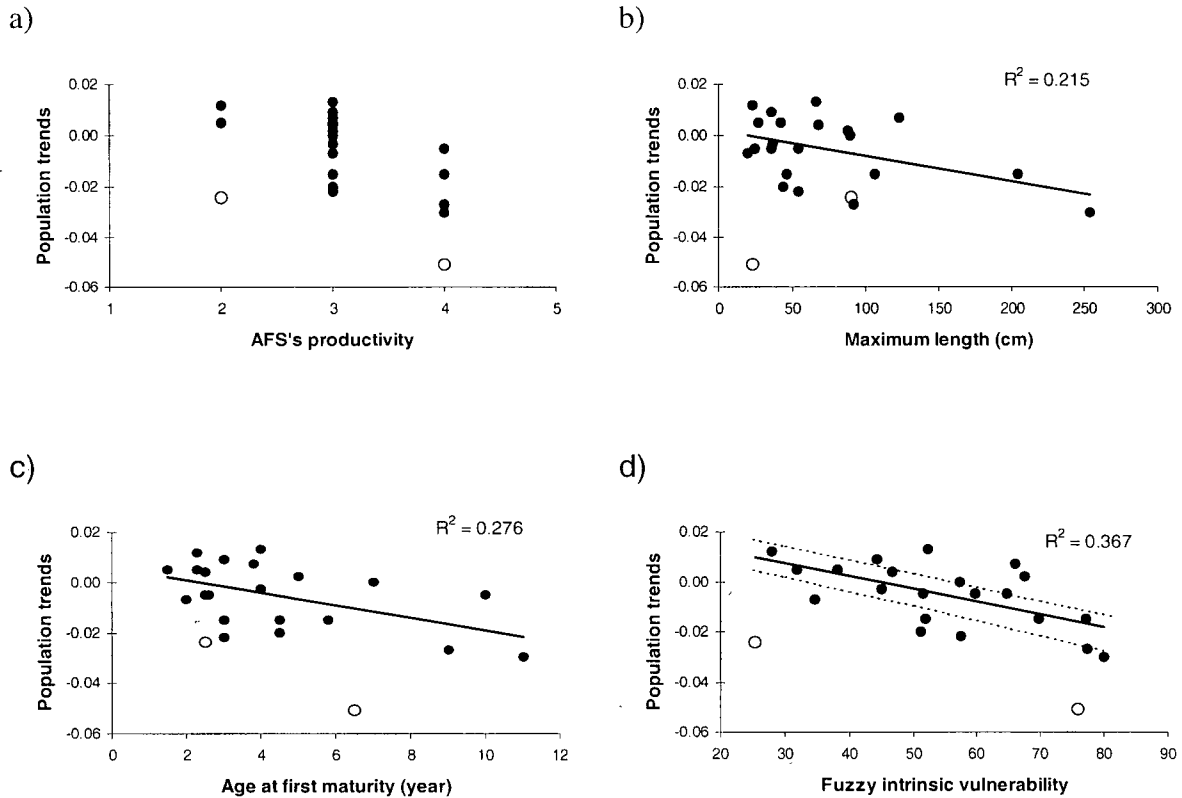 a)
0.02
0.00
-0.02
-0.04
-0.06
Population trends
1 2 3 4 5
AFS's productivity
b)
R² = 0.215
0.02
0.00
-0.02
-0.04
-0.06
Population trends
0 50 100 150 200 250 300
Maximum length (cm)
c)
R² = 0.276
0.02
0.00
-0.02
-0.04
-0.06
Population trends
0 2 4 6 8 10 12
Age at first maturity (year)
d)
R² = 0.367
0.02
0.00
-0.02
-0.04
-0.06
Population trends
20 30 40 50 60 70 80 90
Fuzzy intrinsic vulnerability